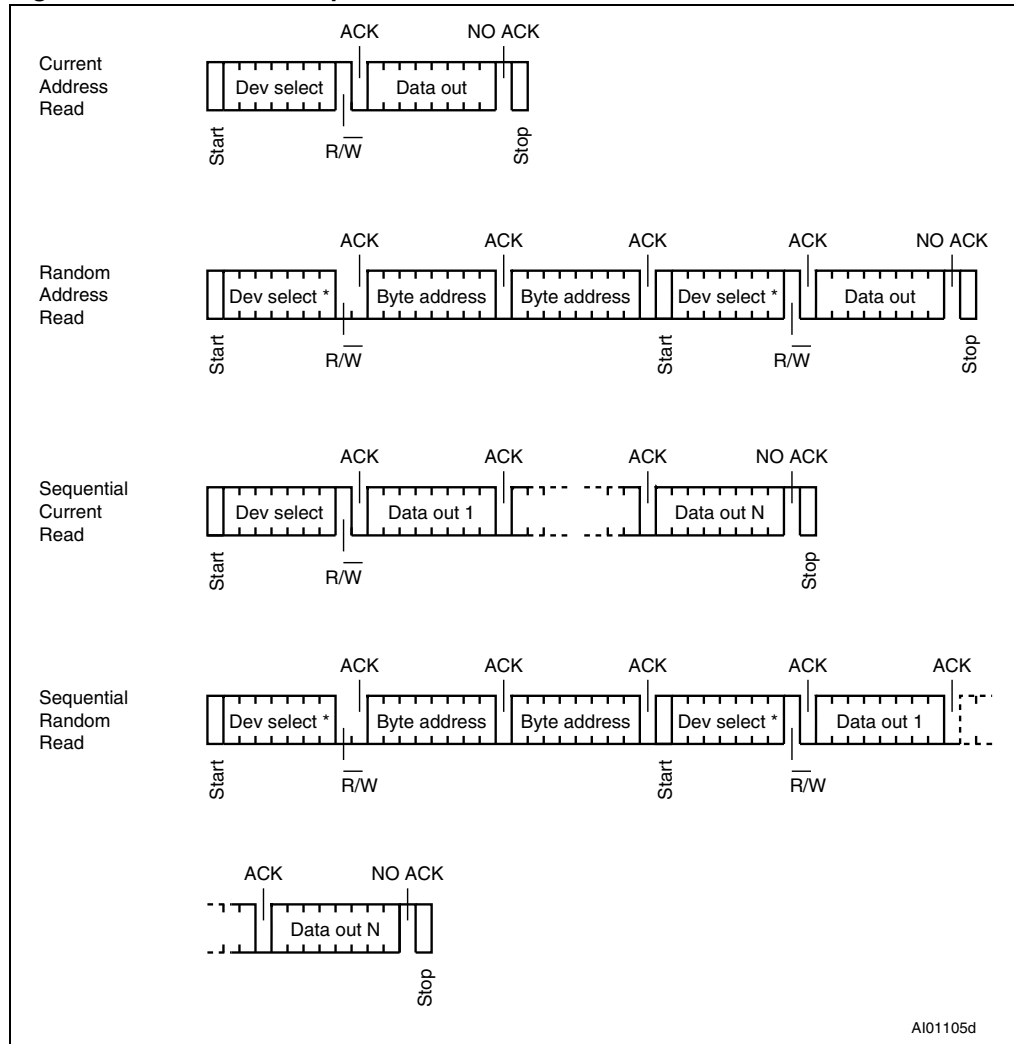 ACK NO ACK
Current
Address
Read
Dev select Data out
Start R/W̅ Stop
ACK ACK ACK ACK NO ACK
Random
Address
Read
Dev select * Byte address Byte address Dev select * Data out
Start R/W̅ Start R/W̅ Stop
ACK ACK ACK NO ACK
Sequential
Current
Read
Dev select Data out 1 Data out N
Start R/W̅ Stop
ACK ACK ACK ACK ACK
Sequential
Random
Read
Dev select * Byte address Byte address Dev select * Data out 1
Start R̅/W Start R̅/W
ACK NO ACK
Data out N
Stop
AI01105d